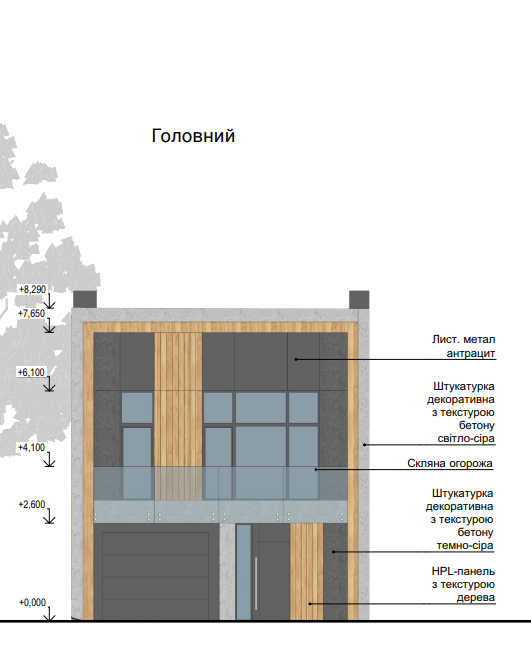 Головний
+8,290
+7,650
+6,100
+4,100
+2,600
+0,000
Лист. метал
антрацит
Штукатурка
декоративна
з текстурою
бетону
світло-сіра
Скляна огорожа
Штукатурка
декоративна
з текстурою
бетону
темно-сіра
HPL-панель
з текстурою
дерева